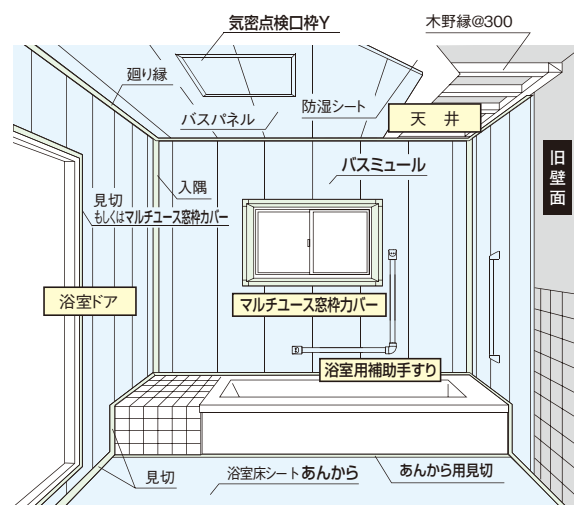 気密点検口枠Y
木野縁@300
廻り縁
バスパネル
防湿シート
天 井
バスミュール
旧壁面
入隅
見切
もしくはマルチユース窓枠カバー
浴室ドア
マルチユース窓枠カバー
浴室用補助手すり
見切
浴室床シートあんから
あんから用見切